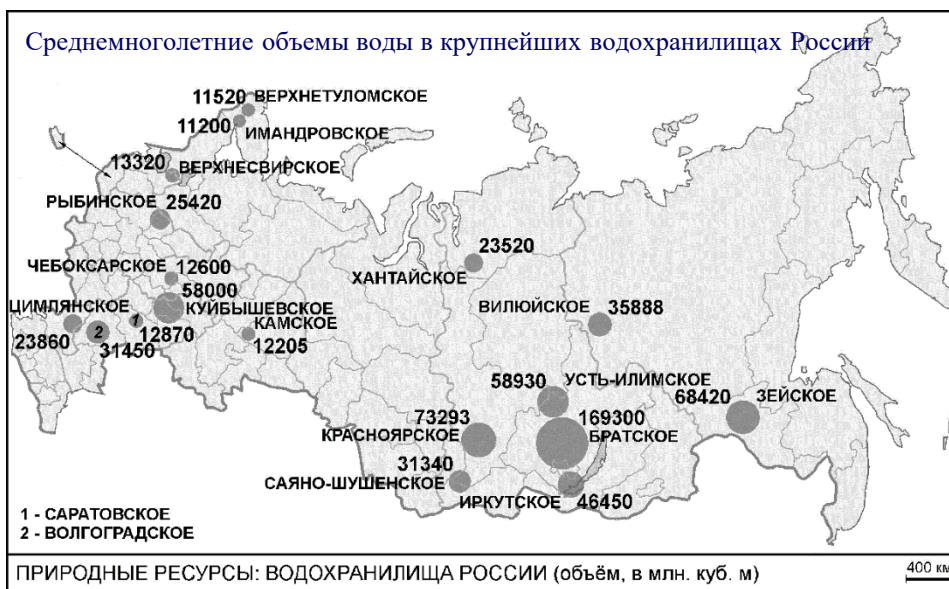 Среднемноголетние объемы воды в крупнейших водохранилищах России
11520 ВЕРХНЕТУЛОМСКОЕ
11200 ИМАНДРОВСКОЕ
13320 ВЕРХНЕСВИРСКОЕ
РЫБИНСКОЕ 25420
23520
ХАНТАЙСКОЕ
ЧЕБОКСАРСКОЕ 12600
58000
КУЙБЫШЕВСКОЕ
ЦИМЛЯНСКОЕ
23860
2
31450
1
12870
КАМСКОЕ
12205
ВИЛЮЙСКОЕ 35888
58930 УСТЬ-ИЛИМСКОЕ
68420 ЗЕЙСКОЕ
73293
КРАСНОЯРСКОЕ
169300
БРАТСКОЕ
31340
САЯНО-ШУШЕНСКОЕ
ИРКУТСКОЕ 46450
1 - САРАТОВСКОЕ
2 - ВОЛГОГРАДСКОЕ
ПРИРОДНЫЕ РЕСУРСЫ: ВОДОХРАНИЛИЩА РОССИИ (объём, в млн. куб. м)
400 км